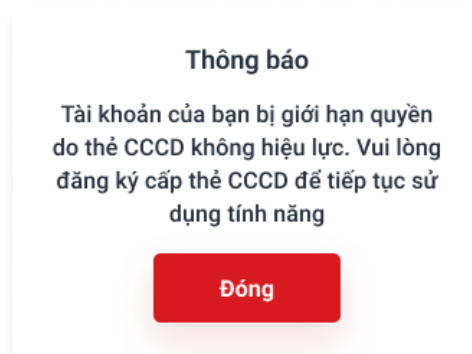 Thông báo
Tài khoản của bạn bị giới hạn quyền
do thẻ CCCD không hiệu lực. Vui lòng
đăng ký cấp thẻ CCCD để tiếp tục sử
dụng tính năng
Đóng